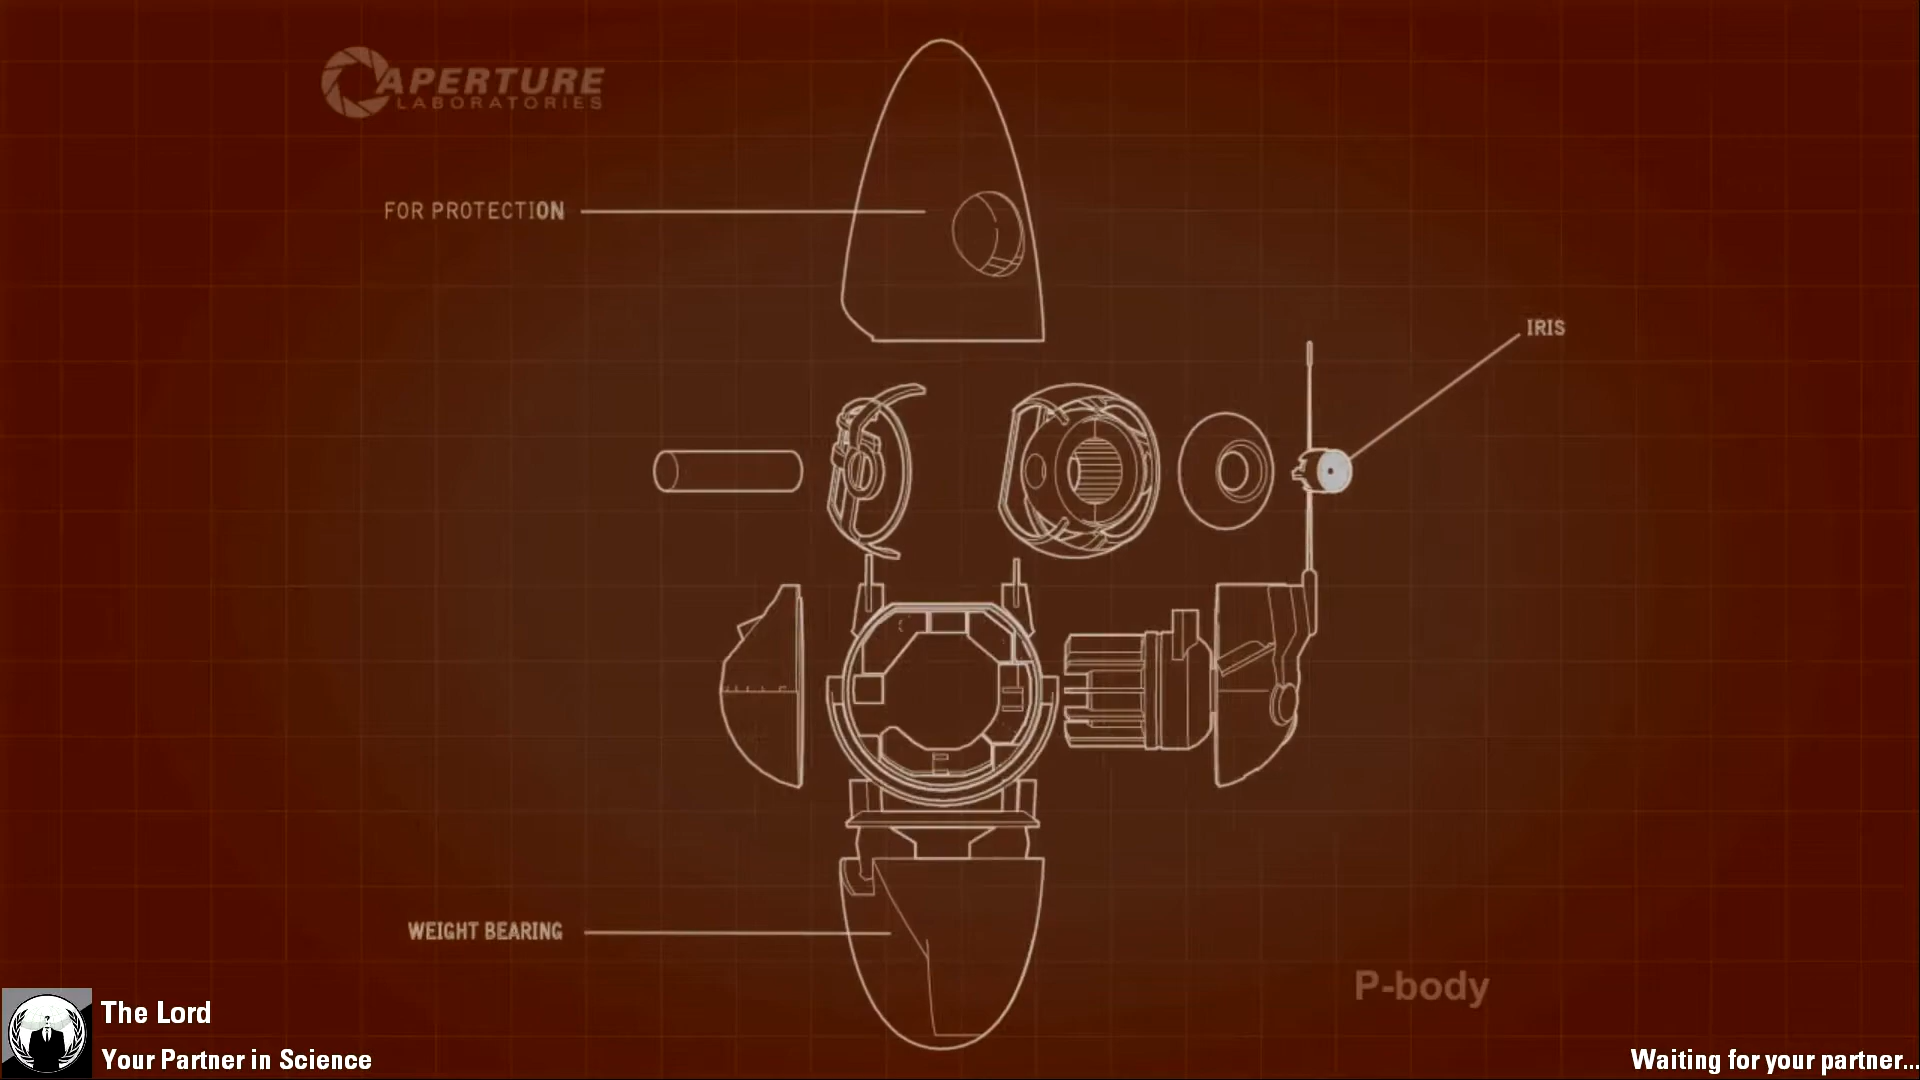 APERTURE
LABORATORIES
FOR PROTECTION
IRIS
WEIGHT BEARING
P-body
The Lord
Your Partner in Science
Waiting for your partner...